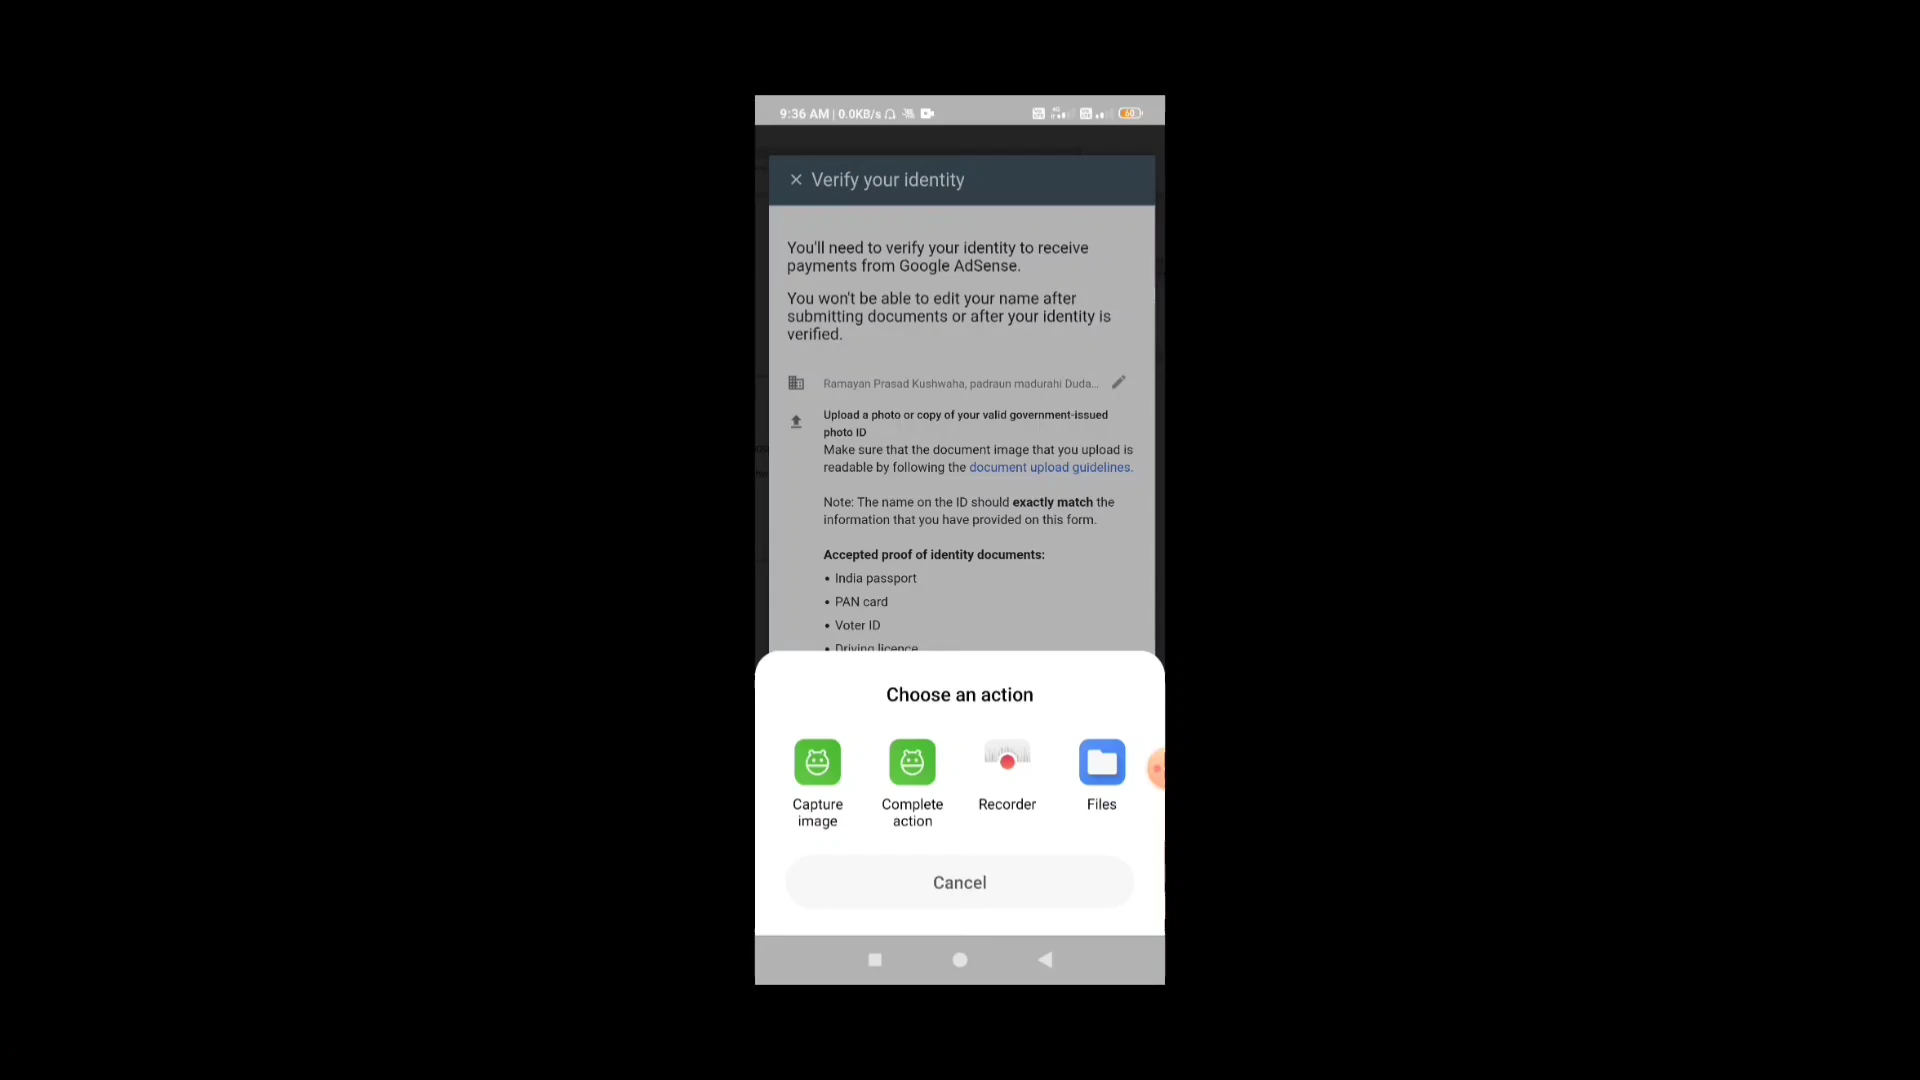 9:36 AM | 0.0KB/s
60
Verify your identity
You'll need to verify your identity to receive
payments from Google AdSense.
You won't be able to edit your name after
submitting documents or after your identity is
verified.
Ramayan Prasad Kushwaha, padraun madurahi Duda...
Upload a photo or copy of your valid government-issued
photo ID
Make sure that the document image that you upload is
readable by following the document upload guidelines.
Note: The name on the ID should exactly match the
information that you have provided on this form.
Accepted proof of identity documents:
• India passport
• PAN card
• Voter ID
• Driving licence
Choose an action
Capture image
Complete action
Recorder
Files
Cancel